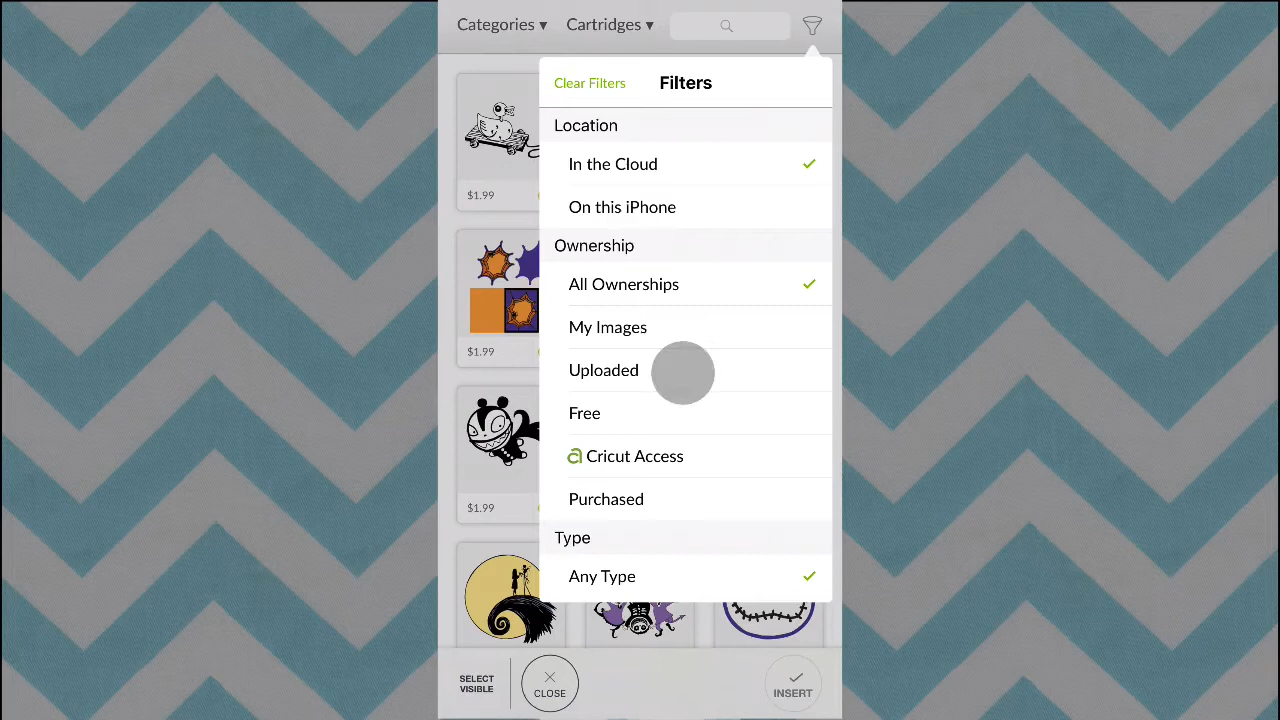 Categories ▾ Cartridges ▾
Clear Filters Filters
Location
In the Cloud
On this iPhone
Ownership
All Ownerships
My Images
Uploaded
Free
a Cricut Access
Purchased
Type
Any Type
$1.99
$1.99
$1.99
SELECT
VISIBLE
CLOSE
INSERT